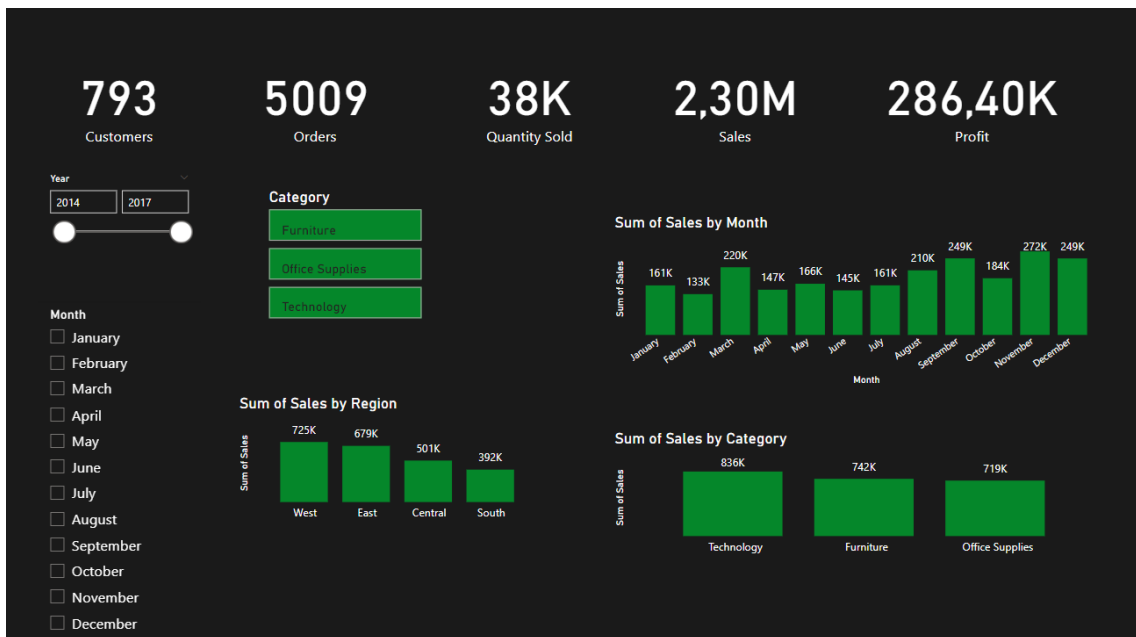 793
Customers
5009
Orders
38K
Quantity Sold
2,30M
Sales
286,40K
Profit
Year
2014
2017
Category
Furniture
Office Supplies
Technology
Month
January
February
March
April
May
June
July
August
September
October
November
December
Sum of Sales by Region
Sum of Sales
725K
679K
501K
392K
West
East
Central
South
Sum of Sales by Month
Sum of Sales
161K
133K
220K
147K
166K
145K
161K
210K
249K
184K
272K
249K
January
February
March
April
May
June
July
August
September
October
November
December
Month
Sum of Sales by Category
Sum of Sales
836K
742K
719K
Technology
Furniture
Office Supplies